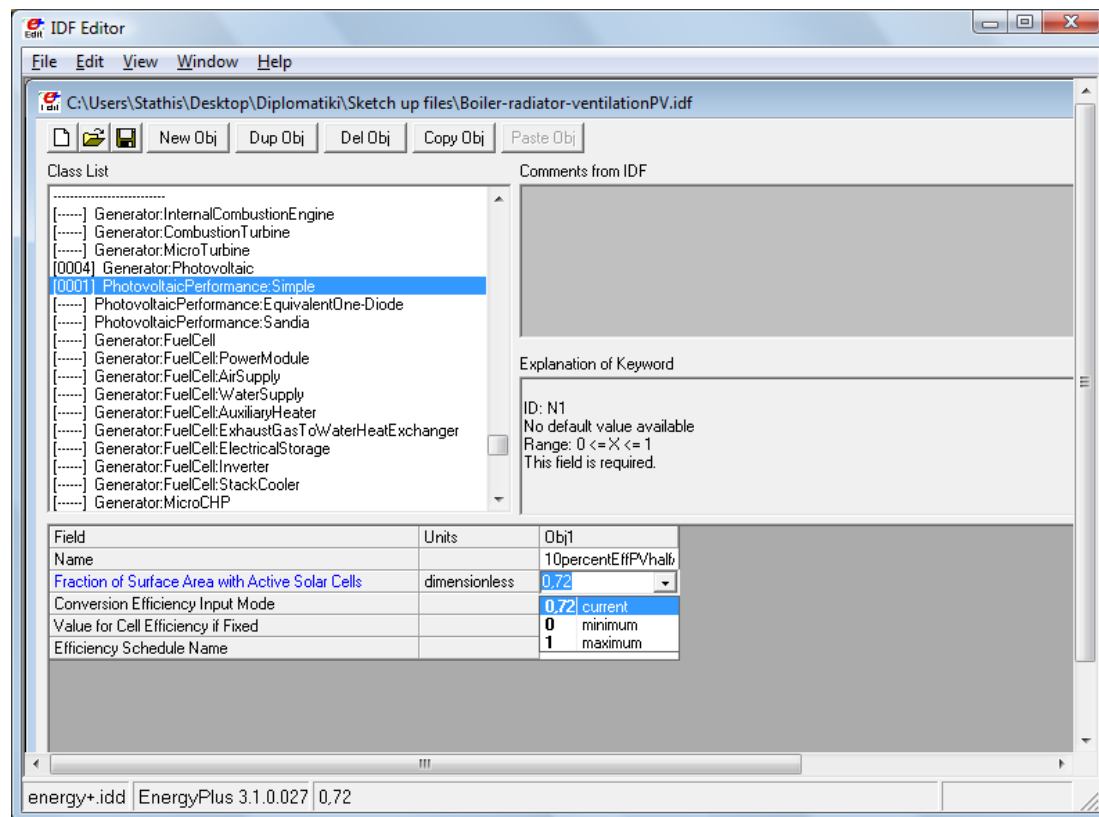 IDF Editor
File Edit View Window Help
C:\Users\Stathis\Desktop\Diplomatiki\Sketch up files\Boiler-radiator-ventilationPV.idf
New Obj Dup Obj Del Obj Copy Obj Paste Obj
Class List
[------] Generator:InternalCombustionEngine
[------] Generator:CombustionTurbine
[------] Generator:MicroTurbine
[0004] Generator:Photovoltaic
[0001] PhotovoltaicPerformance:Simple
[------] PhotovoltaicPerformance:EquivalentOne-Diode
[------] PhotovoltaicPerformance:Sandia
[------] Generator:FuelCell
[------] Generator:FuelCell:PowerModule
[------] Generator:FuelCell:AirSupply
[------] Generator:FuelCell:WaterSupply
[------] Generator:FuelCell:AuxiliaryHeater
[------] Generator:FuelCell:ExhaustGasToWaterHeatExchanger
[------] Generator:FuelCell:ElectricalStorage
[------] Generator:FuelCell:Inverter
[------] Generator:FuelCell:StackCooler
[------] Generator:MicroCHP
Comments from IDF
Explanation of Keyword
ID: N1
No default value available
Range: 0 <= X <= 1
This field is required.
Field Units Obj1
Name 10percentEffPVhalf
Fraction of Surface Area with Active Solar Cells dimensionless 0,72
Conversion Efficiency Input Mode 0,72 current
Value for Cell Efficiency if Fixed 0 minimum
Efficiency Schedule Name 1 maximum
energy+.idd EnergyPlus 3.1.0.027 0,72